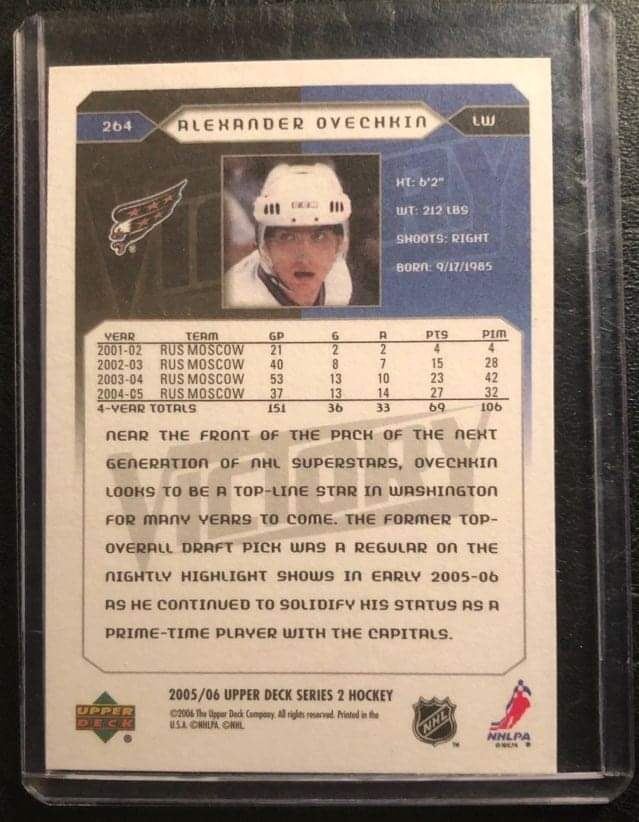 264
ALEXANDER OVECHKIN
LW
HT: 6'2"
WT: 212 LBS
SHOOTS: RIGHT
BORN: 9/17/1985
YEAR TEAM GP G A PTS PIM
2001-02 RUS MOSCOW 21 2 2 4 4
2002-03 RUS MOSCOW 40 8 7 15 28
2003-04 RUS MOSCOW 53 13 10 23 42
2004-05 RUS MOSCOW 37 13 14 27 32
4-YEAR TOTALS 151 36 33 69 106
VICTORY
NEAR THE FRONT OF THE PACK OF THE NEXT
GENERATION OF NHL SUPERSTARS, OVECHKIN
LOOKS TO BE A TOP-LINE STAR IN WASHINGTON
FOR MANY YEARS TO COME. THE FORMER TOP-
OVERALL DRAFT PICK WAS A REGULAR ON THE
NIGHTLY HIGHLIGHT SHOWS IN EARLY 2005-06
AS HE CONTINUED TO SOLIDIFY HIS STATUS AS A
PRIME-TIME PLAYER WITH THE CAPITALS.
2005/06 UPPER DECK SERIES 2 HOCKEY
©2006 The Upper Deck Company. All rights reserved. Printed in the
U.S.A. ©NHLPA. ©NHL.
UPPER
DECK
®
NHL
TM
NHLPA